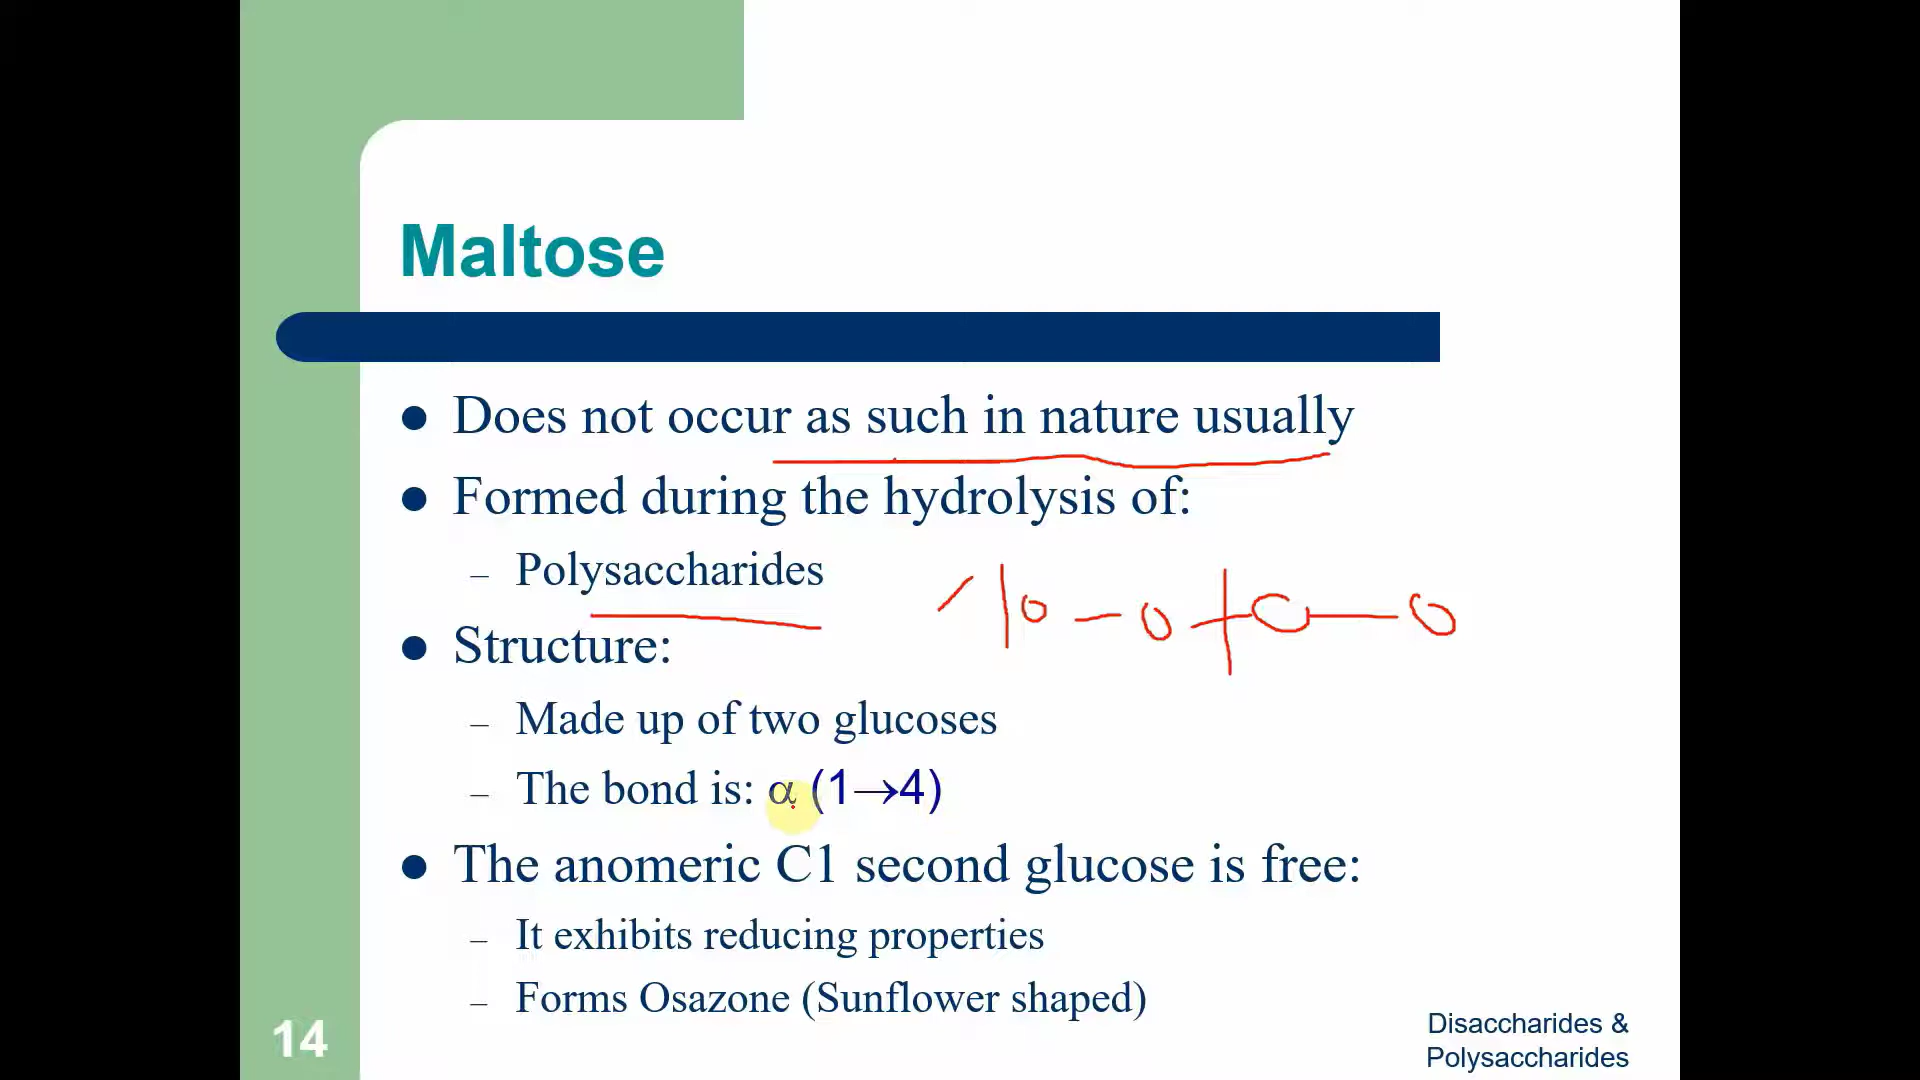 Maltose
● Does not occur as such in nature usually
● Formed during the hydrolysis of:
– Polysaccharides
● Structure:
– Made up of two glucoses
– The bond is: α (1→4)
● The anomeric C1 second glucose is free:
– It exhibits reducing properties
– Forms Osazone (Sunflower shaped)
14
Disaccharides &
Polysaccharides